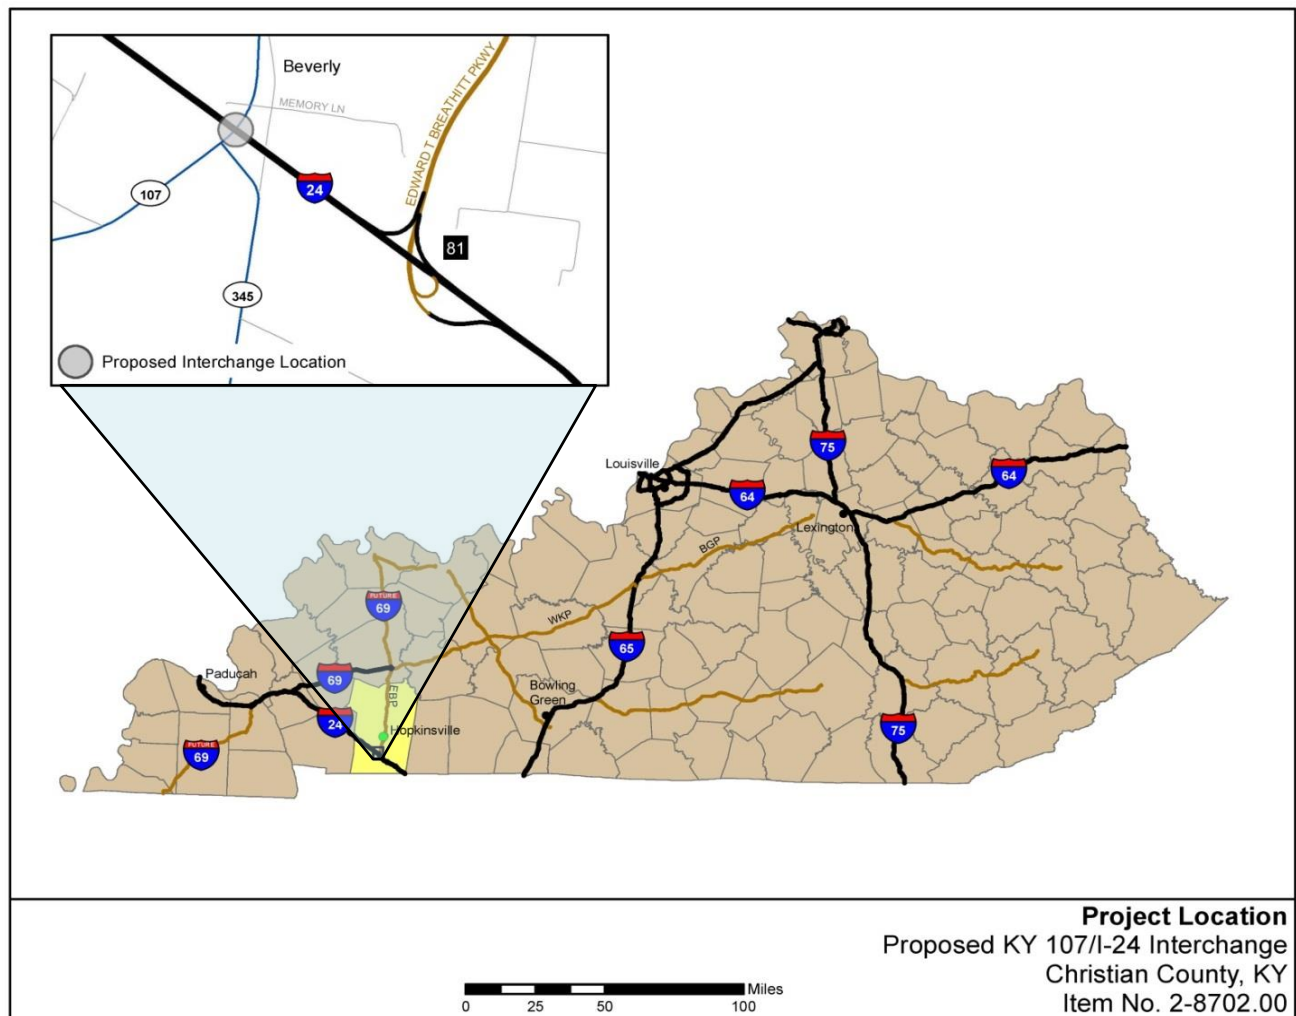 Beverly
MEMORY LN
EDWARD T BREATHITT PKWY
107
24
81
345
Proposed Interchange Location
75
Louisville
64
64
Lexington
BGP
FUTURE
69
WKP
65
Paducah
69
EBP
Bowling
Green
24
Hopkinsville
75
FUTURE
69
Project Location
Proposed KY 107/I-24 Interchange
Christian County, KY
Item No. 2-8702.00
Miles
0 25 50 100